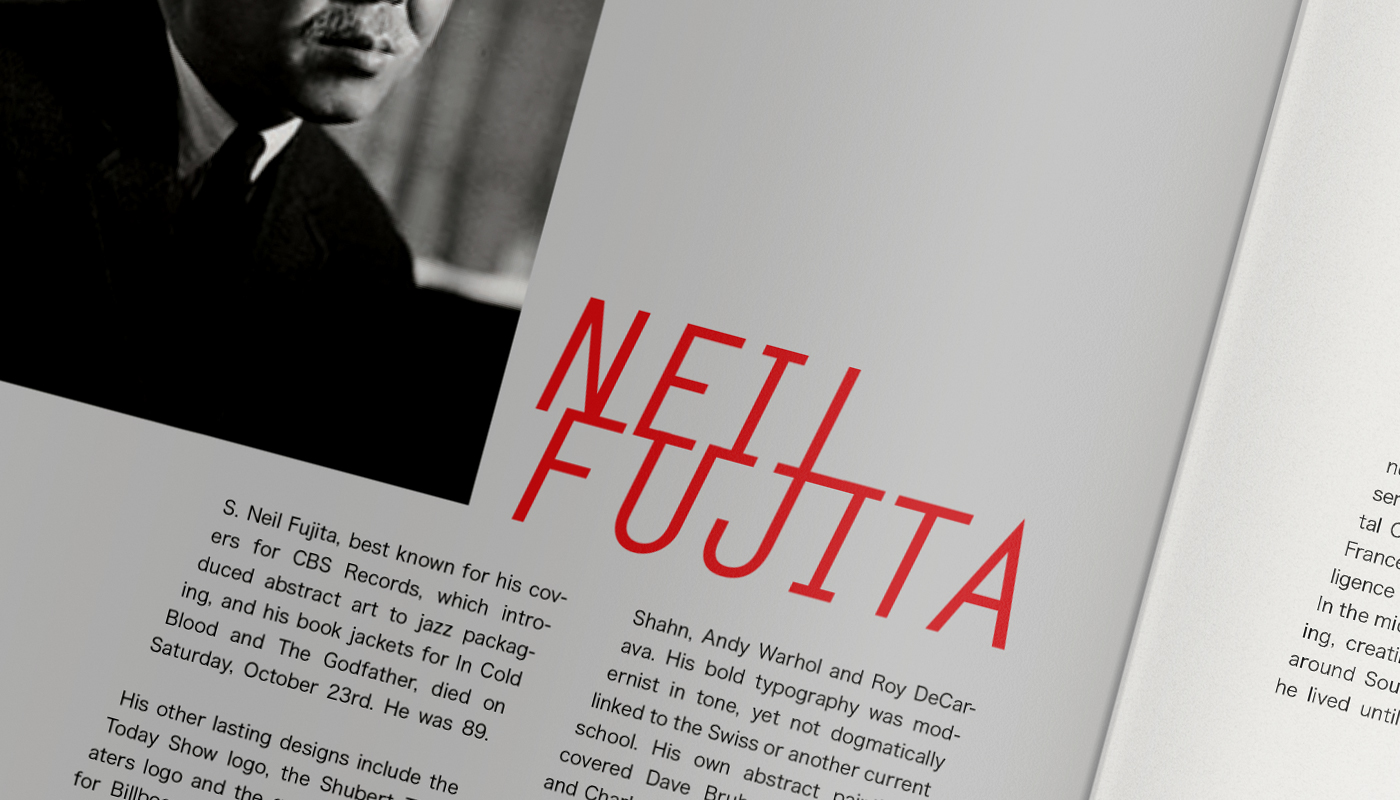 NEIL
FUJITA
S. Neil Fujita, best known for his cov-
ers for CBS Records, which intro-
duced abstract art to jazz packag-
ing, and his book jackets for In Cold
Blood and The Godfather, died on
Saturday, October 23rd. He was 89.
His other lasting designs include the
Today Show logo, the Shubert
aters logo and the
for
Shahn, Andy Warhol and Roy DeCar-
ava. His bold typography was mod-
ernist in tone, yet not dogmatically
linked to the Swiss or another current
school. His own abstract
covered Dave
and
ser
tal
France
ligence
In the
ing,
around
he lived until